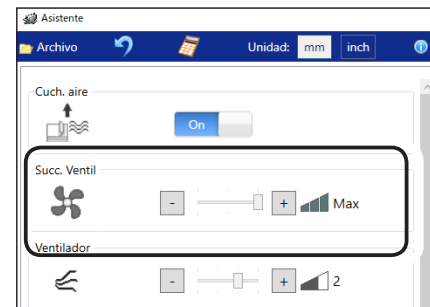 Asistente
Archivo Unidad: mm inch
Cuch. aire
On
Succ. Ventil
- + Max
Ventilador
- + 2